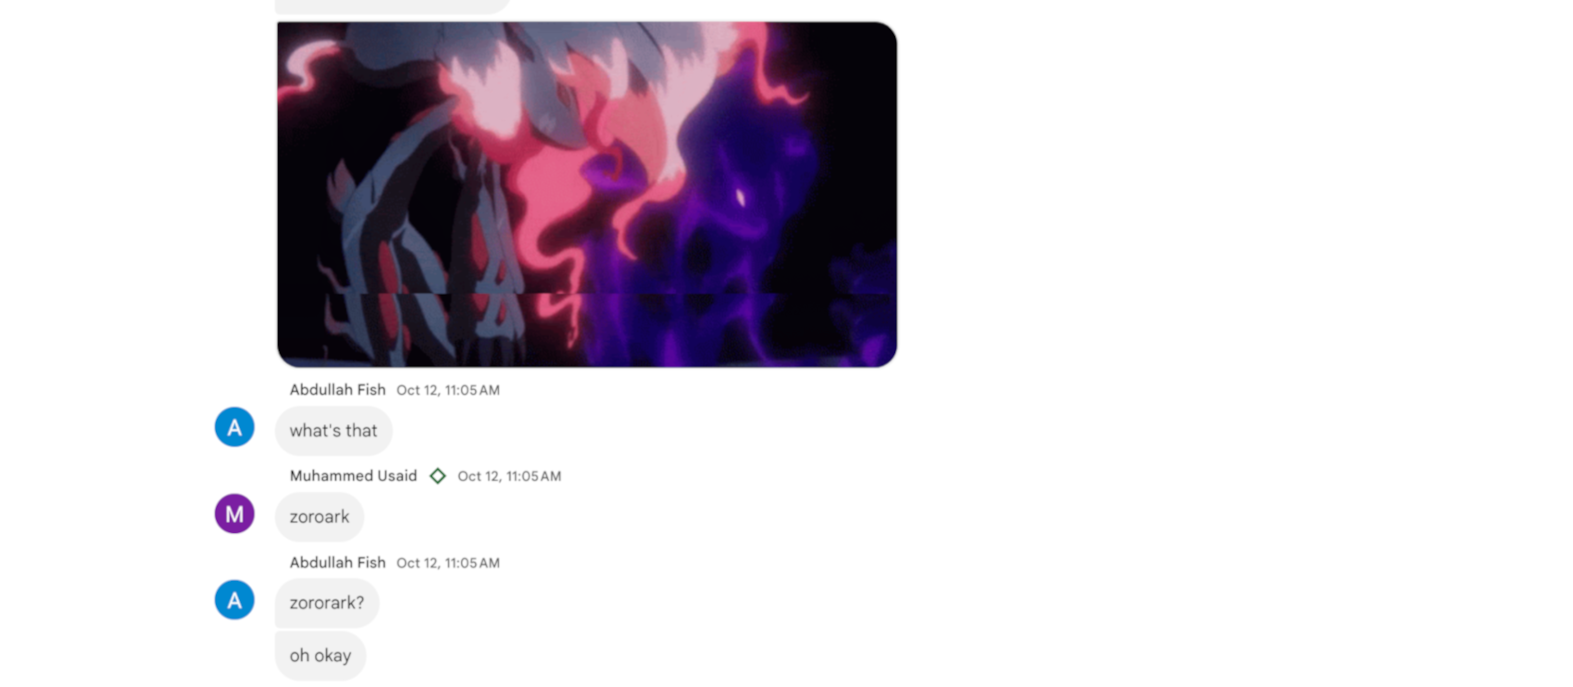 Abdullah Fish Oct 12, 11:05 AM
A
what's that
Muhammed Usaid Oct 12, 11:05 AM
M
zoroark
Abdullah Fish Oct 12, 11:05 AM
A
zororark?
oh okay